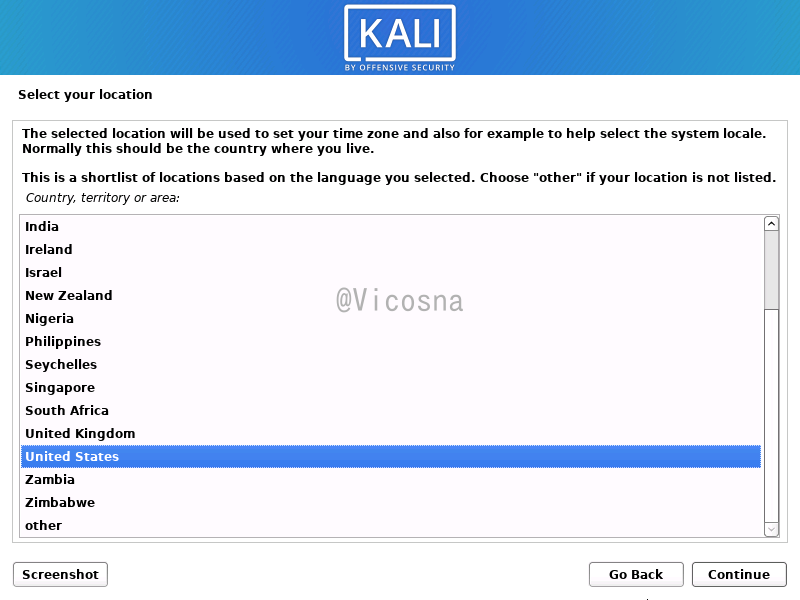 KALI
BY OFFENSIVE SECURITY
Select your location
The selected location will be used to set your time zone and also for example to help select the system locale.
Normally this should be the country where you live.
This is a shortlist of locations based on the language you selected. Choose "other" if your location is not listed.
Country, territory or area:
India
Ireland
Israel
New Zealand
@Vicosna
Nigeria
Philippines
Seychelles
Singapore
South Africa
United Kingdom
United States
Zambia
Zimbabwe
other
Screenshot
Go Back
Continue